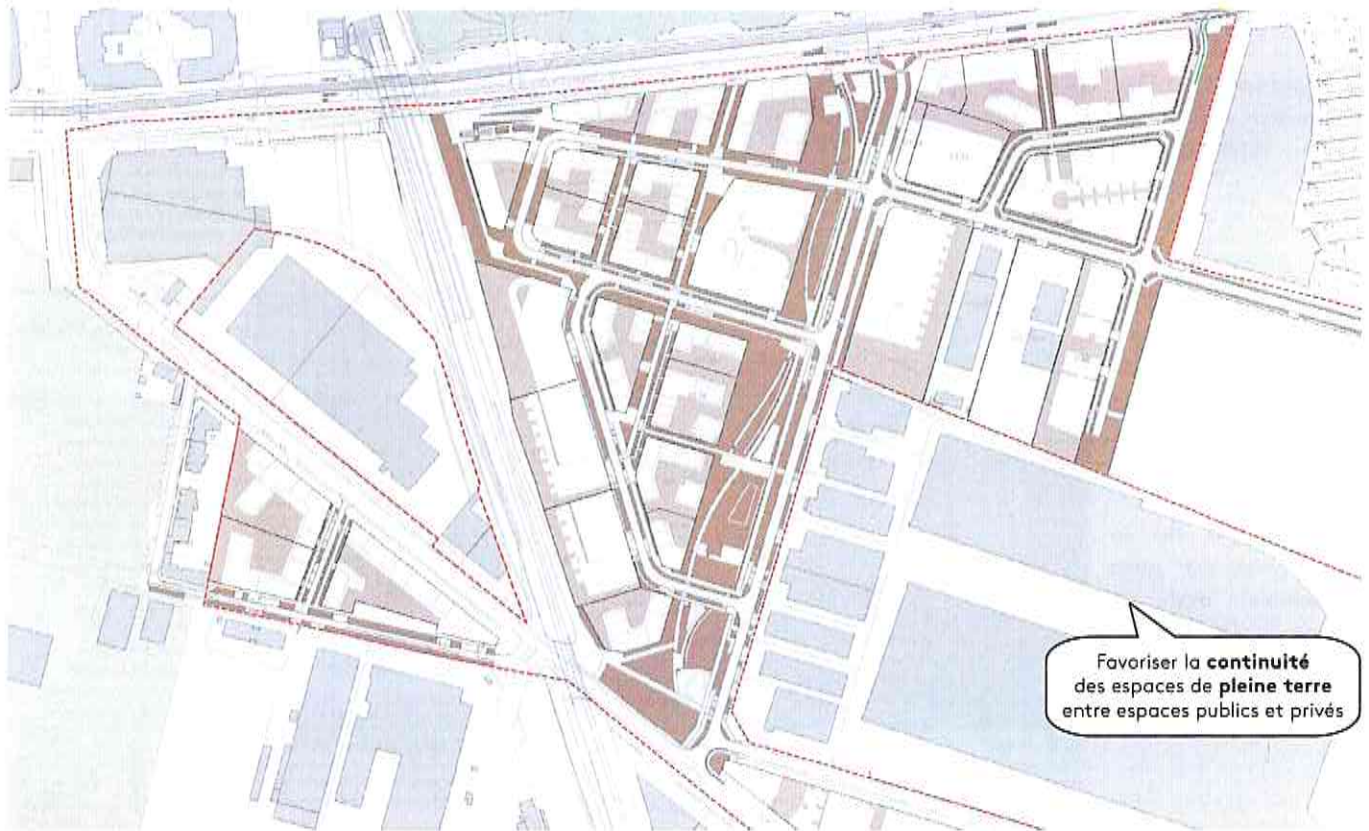 Favoriser la continuité
des espaces de pleine terre
entre espaces publics et privés